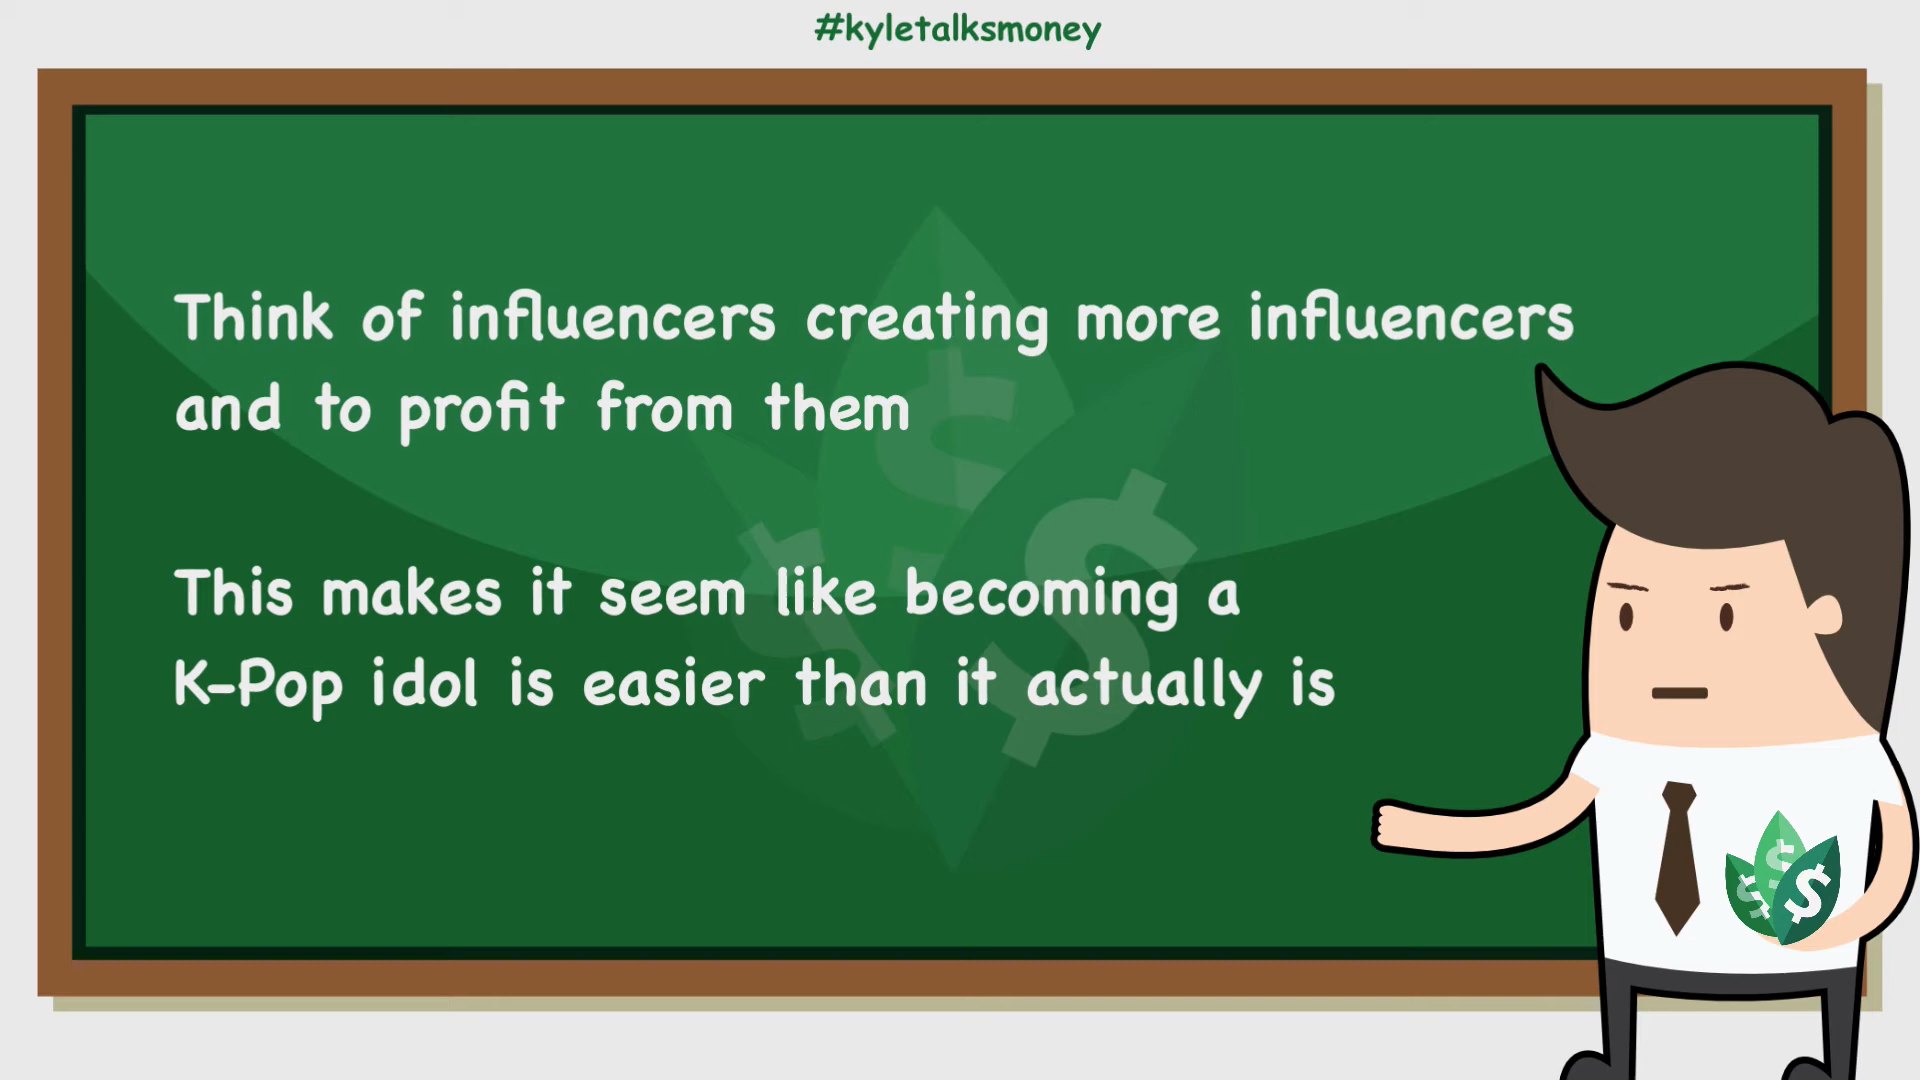 #kyletalksmoney
Think of influencers creating more influencers
and to profit from them
This makes it seem like becoming a
K-Pop idol is easier than it actually is